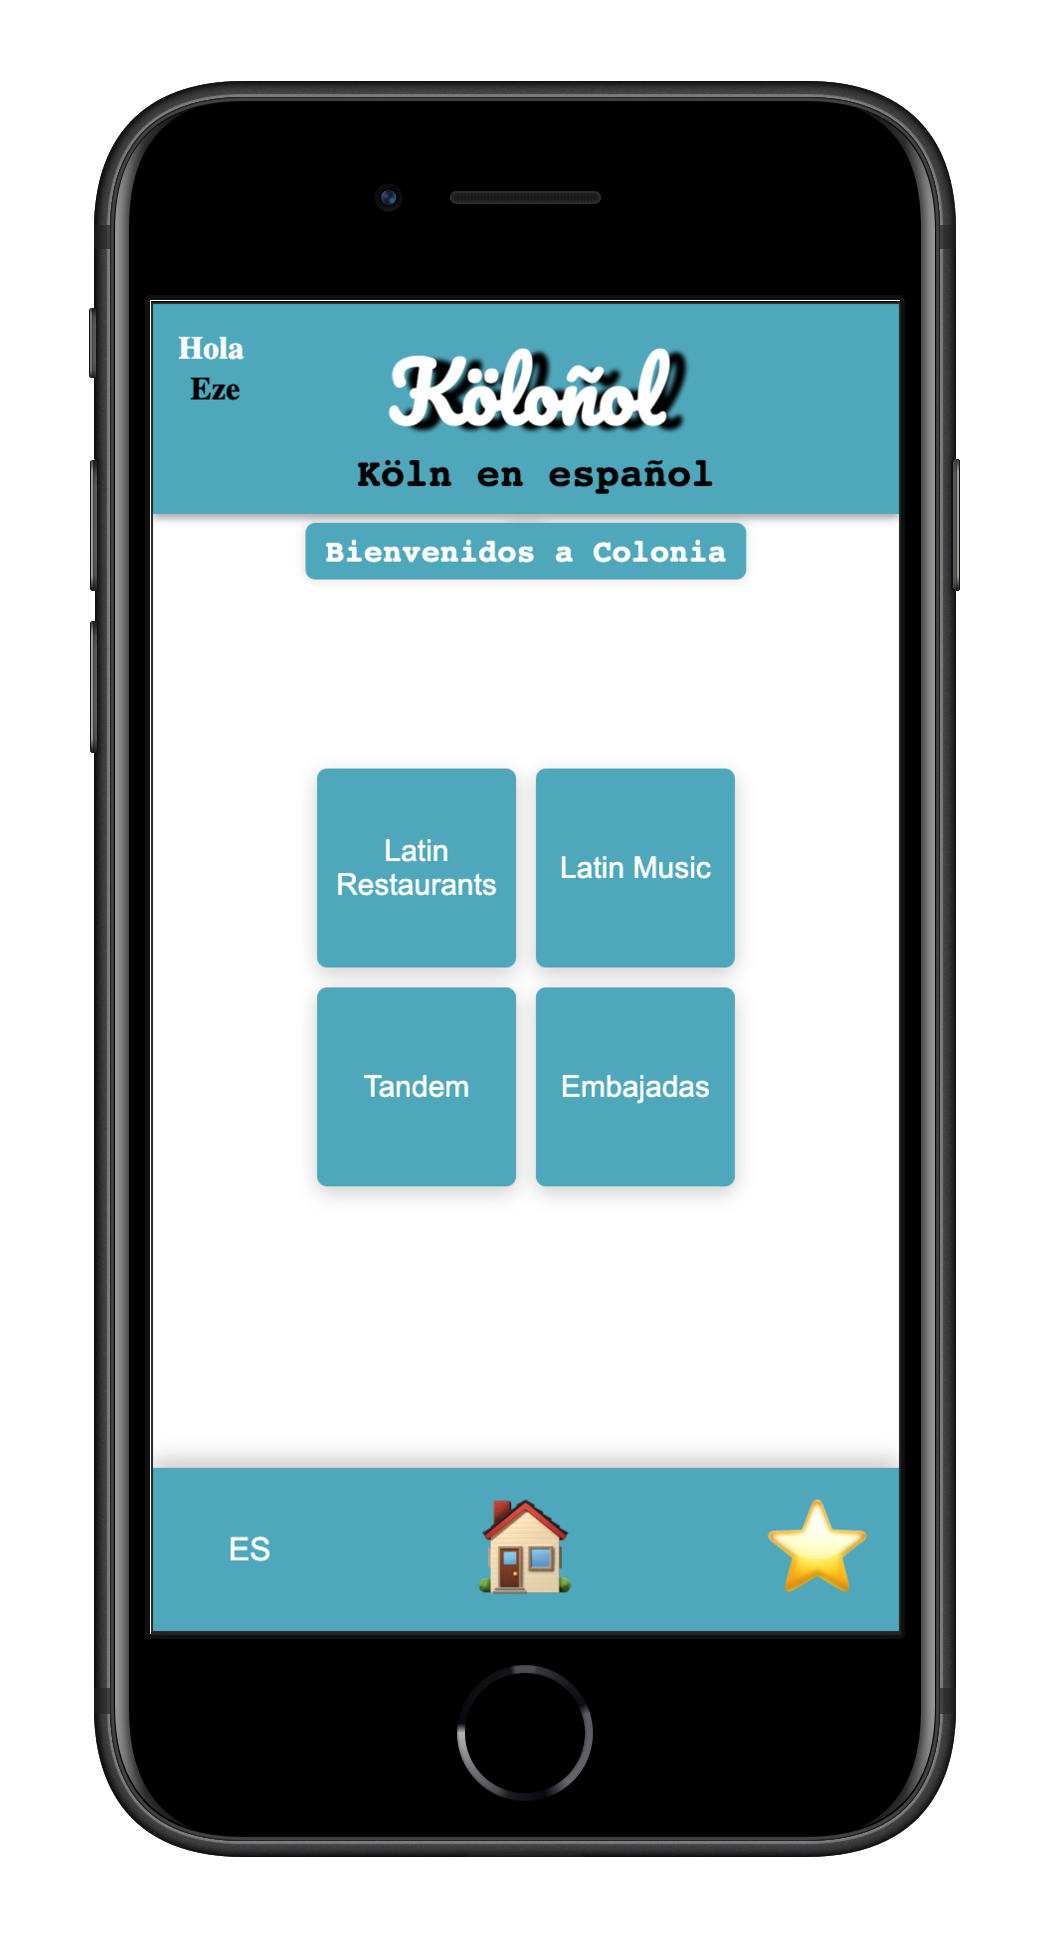 Hola
Eze
Köloñol
Köln en español
Bienvenidos a Colonia
Latin
Restaurants
Latin Music
Tandem
Embajadas
ES